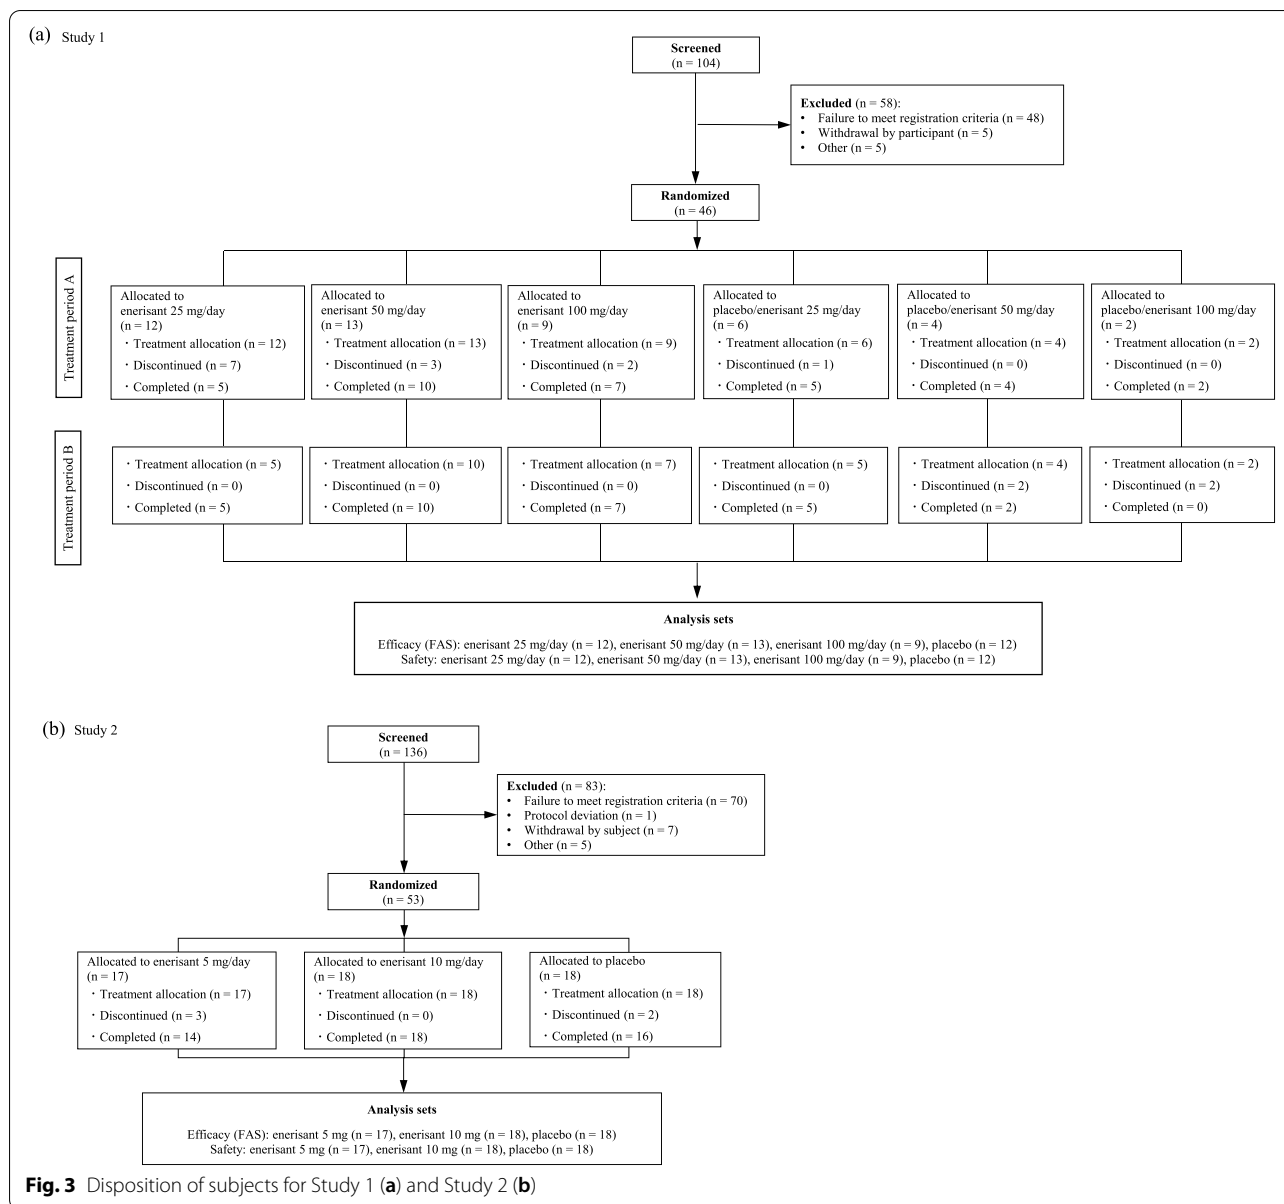 (a) Study 1
Screened
(n = 104)
Excluded (n = 58):
• Failure to meet registration criteria (n = 48)
• Withdrawal by participant (n = 5)
• Other (n = 5)
Randomized
(n = 46)
Treatment period A
Allocated to
enerisant 25 mg/day
(n = 12)
・Treatment allocation (n = 12)
・Discontinued (n = 7)
・Completed (n = 5)
Allocated to
enerisant 50 mg/day
(n = 13)
・Treatment allocation (n = 13)
・Discontinued (n = 3)
・Completed (n = 10)
Allocated to
enerisant 100 mg/day
(n = 9)
・Treatment allocation (n = 9)
・Discontinued (n = 2)
・Completed (n = 7)
Allocated to
placebo/enerisant 25 mg/day
(n = 6)
・Treatment allocation (n = 6)
・Discontinued (n = 1)
・Completed (n = 5)
Allocated to
placebo/enerisant 50 mg/day
(n = 4)
・Treatment allocation (n = 4)
・Discontinued (n = 0)
・Completed (n = 4)
Allocated to
placebo/enerisant 100 mg/day
(n = 2)
・Treatment allocation (n = 2)
・Discontinued (n = 0)
・Completed (n = 2)
Treatment period B
・Treatment allocation (n = 5)
・Discontinued (n = 0)
・Completed (n = 5)
・Treatment allocation (n = 10)
・Discontinued (n = 0)
・Completed (n = 10)
・Treatment allocation (n = 7)
・Discontinued (n = 0)
・Completed (n = 7)
・Treatment allocation (n = 5)
・Discontinued (n = 0)
・Completed (n = 5)
・Treatment allocation (n = 4)
・Discontinued (n = 2)
・Completed (n = 2)
・Treatment allocation (n = 2)
・Discontinued (n = 2)
・Completed (n = 0)
Analysis sets
Efficacy (FAS): enerisant 25 mg/day (n = 12), enerisant 50 mg/day (n = 13), enerisant 100 mg/day (n = 9), placebo (n = 12)
Safety: enerisant 25 mg/day (n = 12), enerisant 50 mg/day (n = 13), enerisant 100 mg/day (n = 9), placebo (n = 12)
(b) Study 2
Screened
(n = 136)
Excluded (n = 83):
• Failure to meet registration criteria (n = 70)
• Protocol deviation (n = 1)
• Withdrawal by subject (n = 7)
• Other (n = 5)
Randomized
(n = 53)
Allocated to enerisant 5 mg/day
(n = 17)
・Treatment allocation (n = 17)
・Discontinued (n = 3)
・Completed (n = 14)
Allocated to enerisant 10 mg/day
(n = 18)
・Treatment allocation (n = 18)
・Discontinued (n = 0)
・Completed (n = 18)
Allocated to placebo
(n = 18)
・Treatment allocation (n = 18)
・Discontinued (n = 2)
・Completed (n = 16)
Analysis sets
Efficacy (FAS): enerisant 5 mg (n = 17), enerisant 10 mg (n = 18), placebo (n = 18)
Safety: enerisant 5 mg (n = 17), enerisant 10 mg (n = 18), placebo (n = 18)
Fig. 3 Disposition of subjects for Study 1 (a) and Study 2 (b)